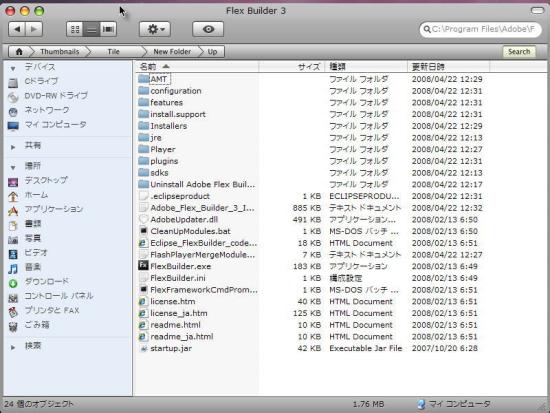 Flex Builder 3
C:\Program Files\Adobe\F
Thumbnails Tile New Folder Up Search
デバイス
Cドライブ
DVD-RWドライブ
ネットワーク
マイ コンピュータ
共有
場所
デスクトップ
ホーム
アプリケーション
書類
写真
ビデオ
音楽
ダウンロード
コントロール パネル
プリンタと FAX
ごみ箱
検索
名前 サイズ 種類 更新日時
AMT ファイル フォルダ 2008/04/22 12:29
configuration ファイル フォルダ 2008/04/22 12:31
features ファイル フォルダ 2008/04/22 12:30
install.support ファイル フォルダ 2008/04/22 12:31
Installers ファイル フォルダ 2008/04/22 12:29
jre ファイル フォルダ 2008/04/22 12:31
Player ファイル フォルダ 2008/04/22 12:31
plugins ファイル フォルダ 2008/04/22 12:31
sdks ファイル フォルダ 2008/04/22 12:31
Uninstall Adobe Flex Buil... ファイル フォルダ 2008/04/22 12:31
.eclipseproduct 1 KB ECLIPSEPRODU... 2008/04/22 12:31
Adobe_Flex_Builder_3_I... 885 KB テキスト ドキュメント 2008/04/22 12:32
AdobeUpdater.dll 491 KB アプリケーション... 2008/02/13 6:50
CleanUpModules.bat 1 KB MS-DOS バッチ ... 2008/02/13 6:50
Eclipse_FlexBuilder_code... 18 KB HTML Document 2008/02/13 6:50
FlashPlayerMergeModule... 7 KB テキスト ドキュメント 2008/02/13 6:50
FlexBuilder.exe 183 KB アプリケーション 2008/02/13 6:49
FlexBuilder.ini 1 KB 構成設定 2008/02/13 6:49
FlexFrameworkCmdProm... 1 KB MS-DOS バッチ ... 2008/02/13 6:49
license.htm 40 KB HTML Document 2008/02/13 6:51
license_ja.htm 125 KB HTML Document 2008/02/13 6:51
readme.html 10 KB HTML Document 2008/02/13 6:51
readme_ja.html 2 KB HTML Document 2008/02/13 6:51
startup.jar 42 KB Executable Jar File 2007/10/20 6:28
24 個のオブジェクト 1.76 MB マイ コンピュータ